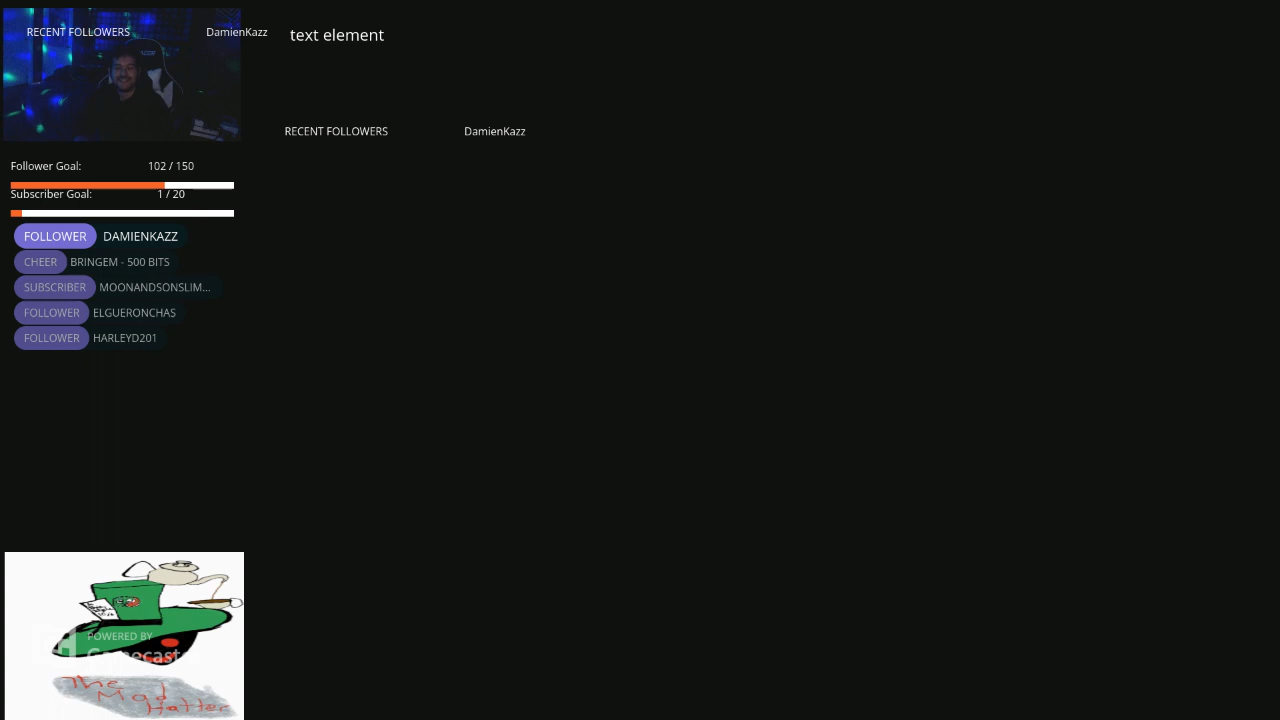 RECENT FOLLOWERS DamienKazz
text element
RECENT FOLLOWERS DamienKazz
Follower Goal: 102 / 150
Subscriber Goal: 1 / 20
FOLLOWER DAMIENKAZZ
CHEER BRINGEM - 500 BITS
SUBSCRIBER MOONANDSONSLIM...
FOLLOWER ELGUERONCHAS
FOLLOWER HARLEYD201
POWERED BY
Gamecaster
The
Mad
Hatter